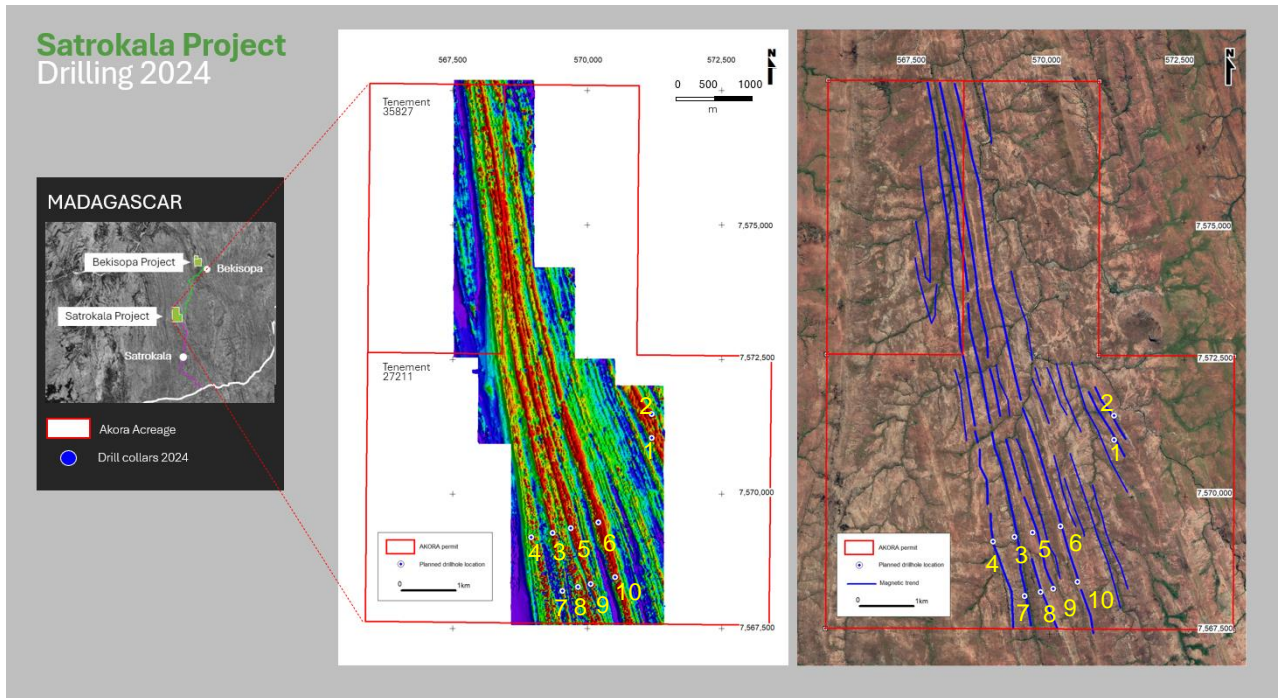 Satrokala Project
Drilling 2024
MADAGASCAR
Bekisopa Project
Bekisopa
Satrokala Project
Satrokala
Akora Acreage
Drill collars 2024
567,500
570,000
572,500
N
0 500 1000
m
Tenement
35827
7,575,000
7,572,500
Tenement
27211
2
1
7,570,000
6
5
3
4
10
9
8
7
AKORA permit
Planned drillhole location
0 1km
7,567,500
567,500
570,000
572,500
N
7,575,000
7,572,500
2
1
7,570,000
6
5
3
4
10
9
8
7
AKORA permit
Planned drillhole location
Magnetic trend
0 1km
7,567,500